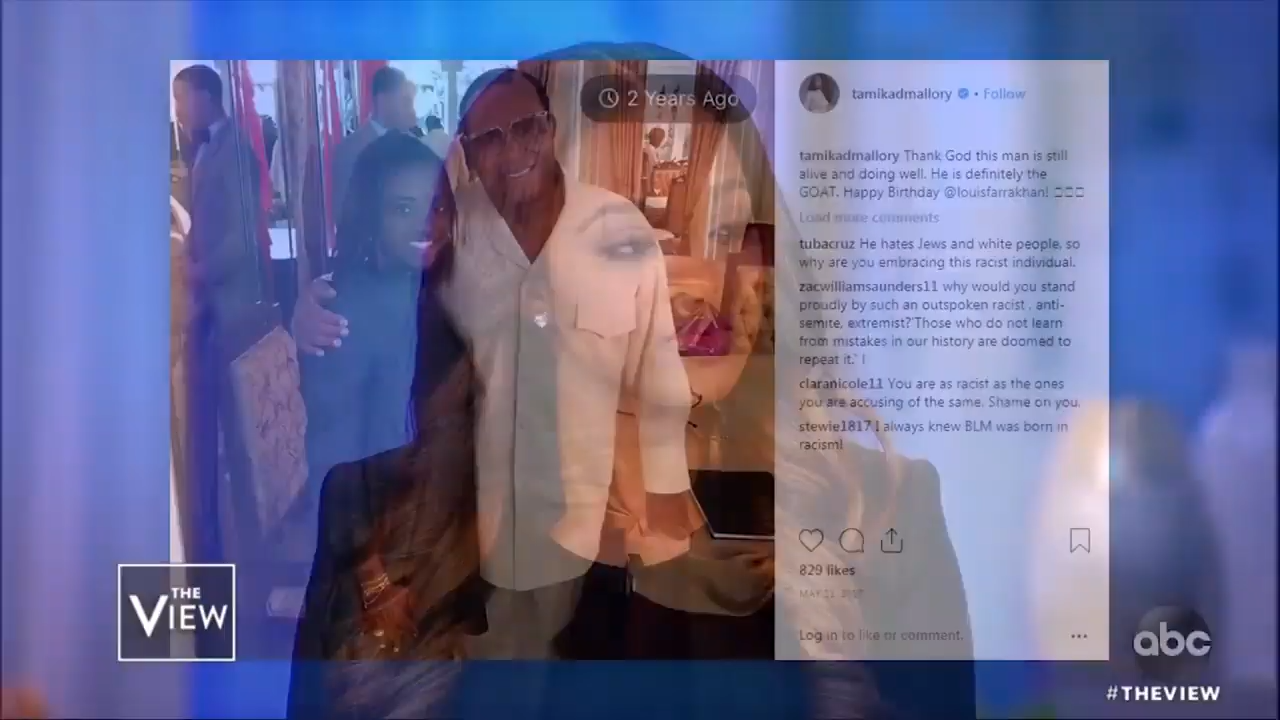 2 Years Ago
tamikadmallory • Follow
tamikadmallory Thank God this man is still
alive and doing well. He is definitely the
GOAT. Happy Birthday @louisfarrakhan!
Load more comments
tubacruz He hates Jews and white people, so
why are you embracing this racist individual.
zacwilliamsaunders11 why would you stand
proudly by such an outspoken racist , anti-
semite, extremist?'Those who do not learn
from mistakes in our history are doomed to
repeat it.' I
claranicole11 You are as racist as the ones
you are accusing of the same. Shame on you.
stewie1817 I always knew BLM was born in
racism!
829 likes
MAY
Log in to like or comment.
THE
VIEW
abc
#THEVIEW